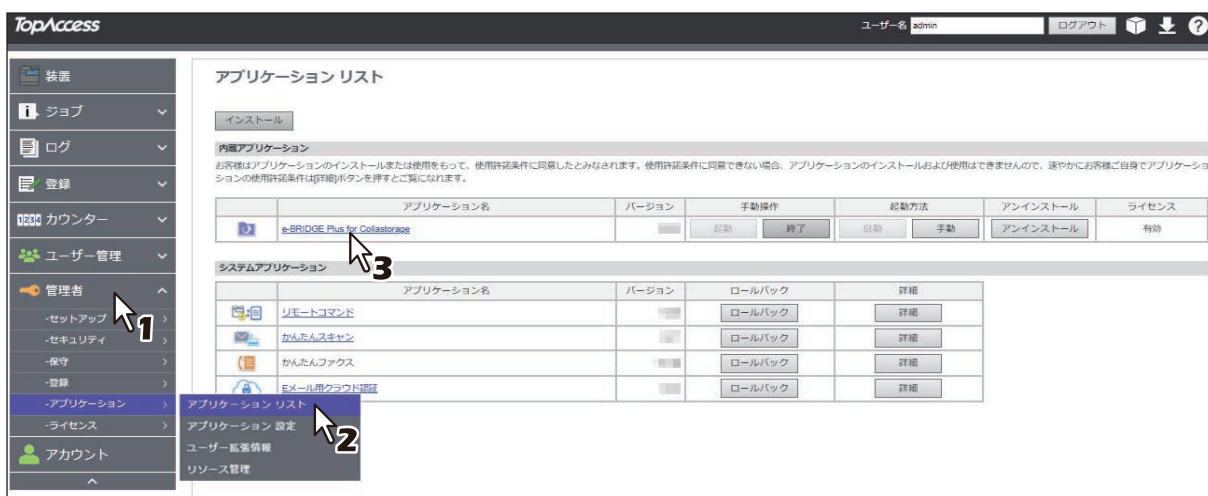 TopAccess
ユーザー名 admin ログアウト ?
装置
ジョブ
ログ
登録
1234 カウンター
ユーザー管理
管理者
-セットアップ
-セキュリティ
-保守
-登録
-アプリケーション
-ライセンス
アカウント
1
アプリケーション リスト
アプリケーション 設定
ユーザー拡張情報
リソース管理
2
アプリケーション リスト
インストール
内蔵アプリケーション
お客様はアプリケーションのインストールまたは使用をもって、使用許諾条件に同意したとみなされます。使用許諾条件に同意できない場合、アプリケーションのインストールおよび使用はできませんので、速やかにお客様ご自身でアプリケーショ
ションの使用許諾条件は[詳細]ボタンを押すとご覧になれます。
アプリケーション名 バージョン 手動操作 起動方法 アンインストール ライセンス
e-BRIDGE Plus for Collastorage 起動 終了 自動 手動 アンインストール 有効
3
システムアプリケーション
アプリケーション名 バージョン ロールバック 詳細
リモートコマンド ロールバック 詳細
かんたんスキャン ロールバック 詳細
かんたんファクス ロールバック 詳細
Eメール用クラウド認証 ロールバック 詳細